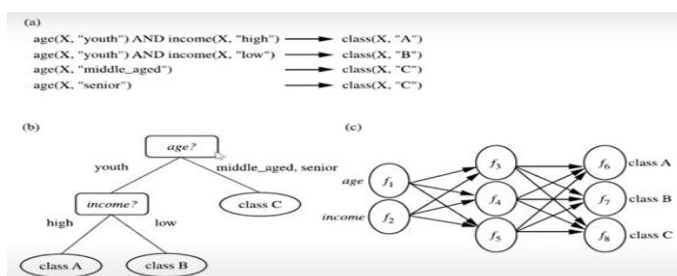 (a)
age(X, "youth") AND income(X, "high") class(X, "A")
age(X, "youth") AND income(X, "low") class(X, "B")
age(X, "middle_aged") class(X, "C")
age(X, "senior") class(X, "C")
(b)
age?
youth
middle_aged, senior
income?
class C
high
low
class A
class B
(c)
age
income
f1
f2
f3
f4
f5
f6
f7
f8
class A
class B
class C